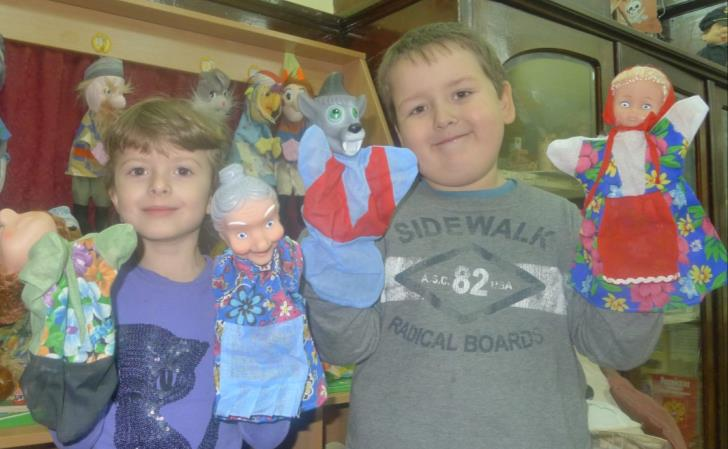 SIDEWALK
A.S.C. 82 USA
RADICAL BOARDS